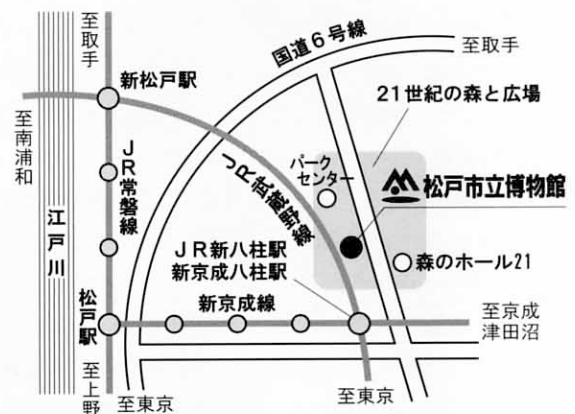 至取手
国道6号線
至取手
新松戸駅
21世紀の森と広場
至南浦和
JR常磐線
JR武蔵野線
パーク
センター
松戸市立博物館
江戸川
JR新八柱駅
新京成八柱駅
森のホール21
松戸駅
新京成線
至京成
津田沼
至上野
至東京
至東京